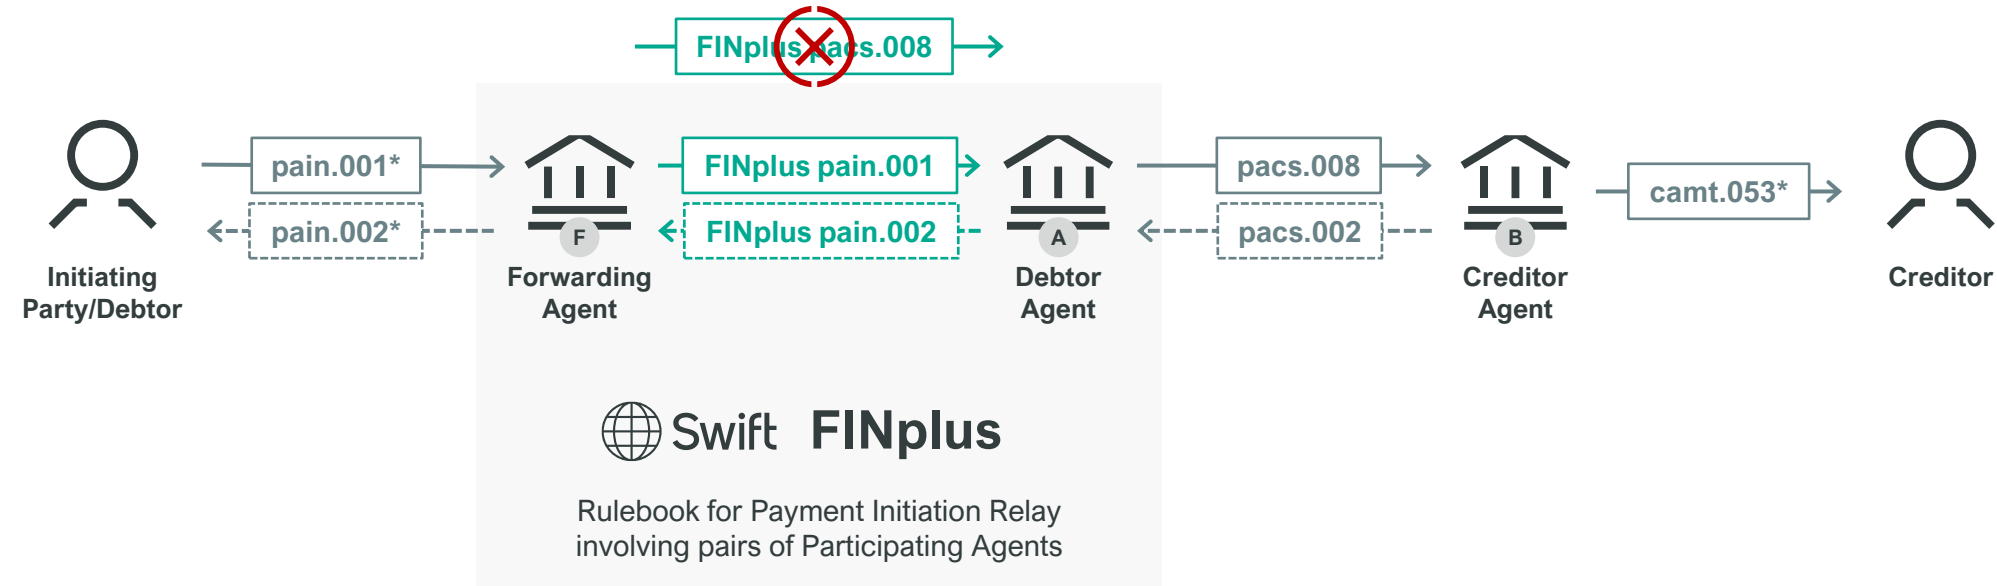 FINplus pacs.008
pain.001*
FINplus pain.001
pacs.008
camt.053*
pain.002*
FINplus pain.002
pacs.002
F
A
B
Initiating
Party/Debtor
Forwarding
Agent
Debtor
Agent
Creditor
Agent
Creditor
Swift FINplus
Rulebook for Payment Initiation Relay
involving pairs of Participating Agents